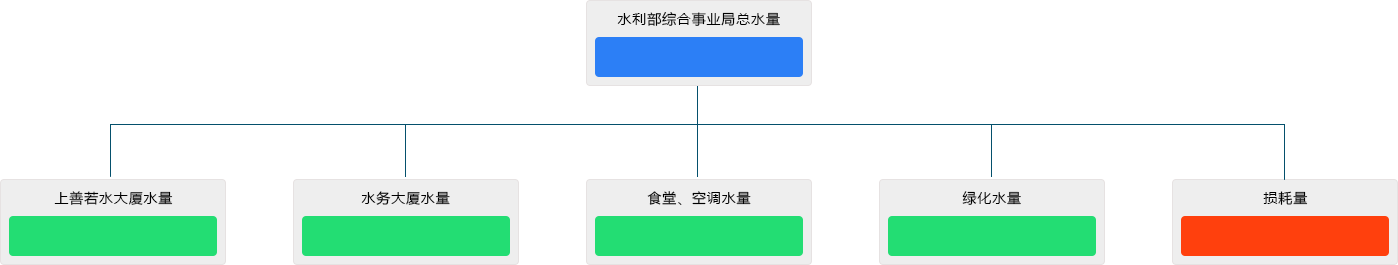 水利部综合事业局总水量
上善若水大厦水量
水务大厦水量
食堂、空调水量
绿化水量
损耗量